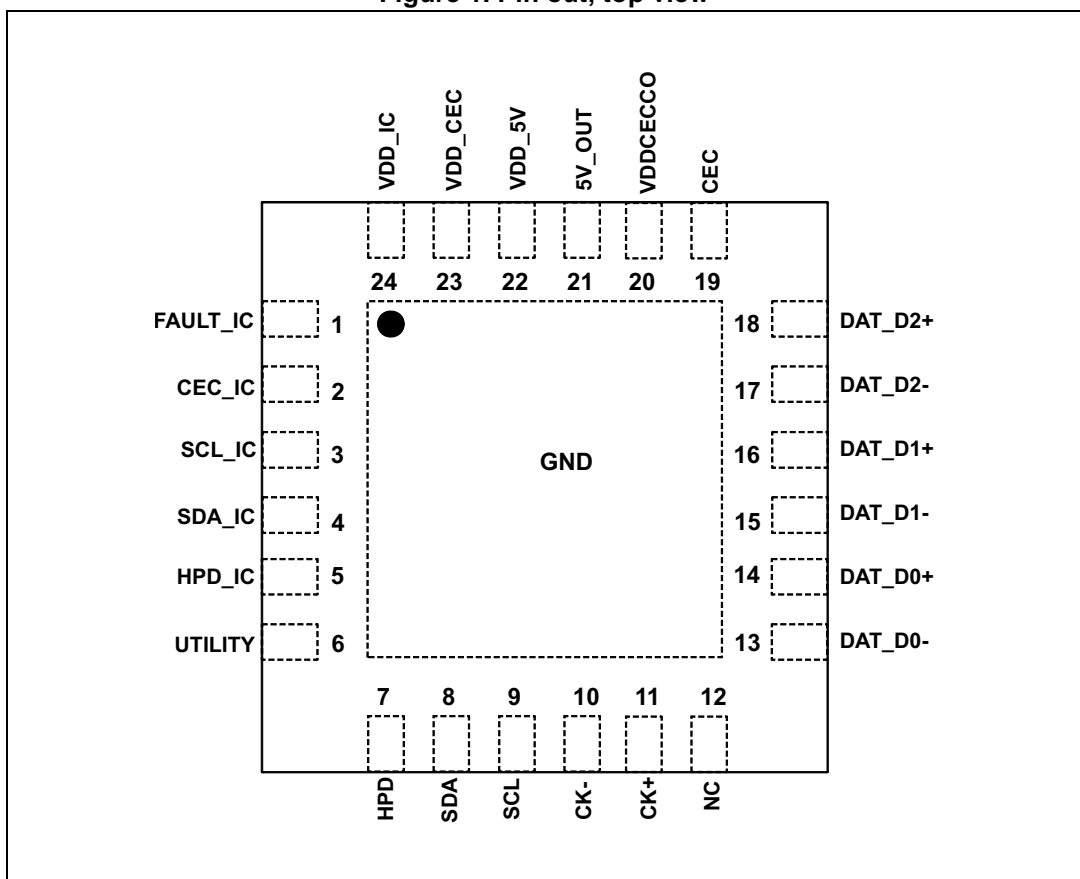 VDD_IC
VDD_CEC
VDD_5V
5V_OUT
VDDCECCO
CEC
24 23 22 21 20 19
FAULT_IC 1
18 DAT_D2+
CEC_IC 2
17 DAT_D2-
SCL_IC 3
16 DAT_D1+
GND
SDA_IC 4
15 DAT_D1-
HPD_IC 5
14 DAT_D0+
UTILITY 6
13 DAT_D0-
7 8 9 10 11 12
HPD
SDA
SCL
CK-
CK+
NC